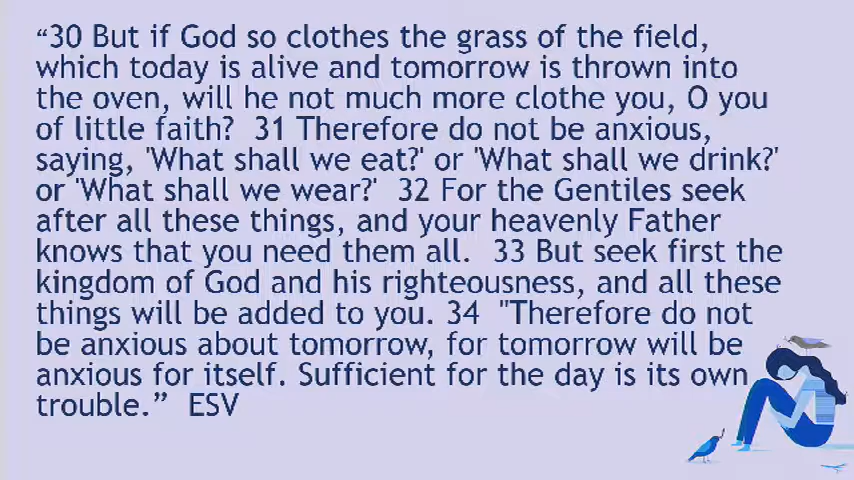 “30 But if God so clothes the grass of the field,
which today is alive and tomorrow is thrown into
the oven, will he not much more clothe you, O you
of little faith?  31 Therefore do not be anxious,
saying, 'What shall we eat?' or 'What shall we drink?'
or 'What shall we wear?'  32 For the Gentiles seek
after all these things, and your heavenly Father
knows that you need them all.  33 But seek first the
kingdom of God and his righteousness, and all these
things will be added to you. 34  "Therefore do not
be anxious about tomorrow, for tomorrow will be
anxious for itself. Sufficient for the day is its own
trouble.”  ESV